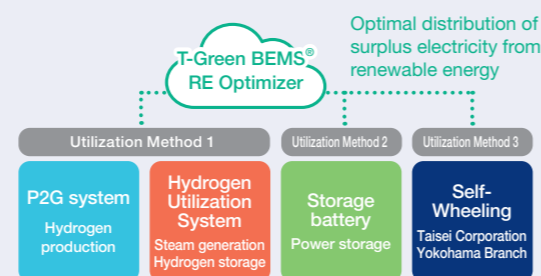 T-Green BEMS®
RE Optimizer
Optimal distribution of
surplus electricity from
renewable energy
Utilization Method 1
Utilization Method 2
Utilization Method 3
P2G system
Hydrogen
production
Hydrogen
Utilization
System
Steam generation
Hydrogen storage
Storage
battery
Power storage
Self-
Wheeling
Taisei Corporation
Yokohama Branch